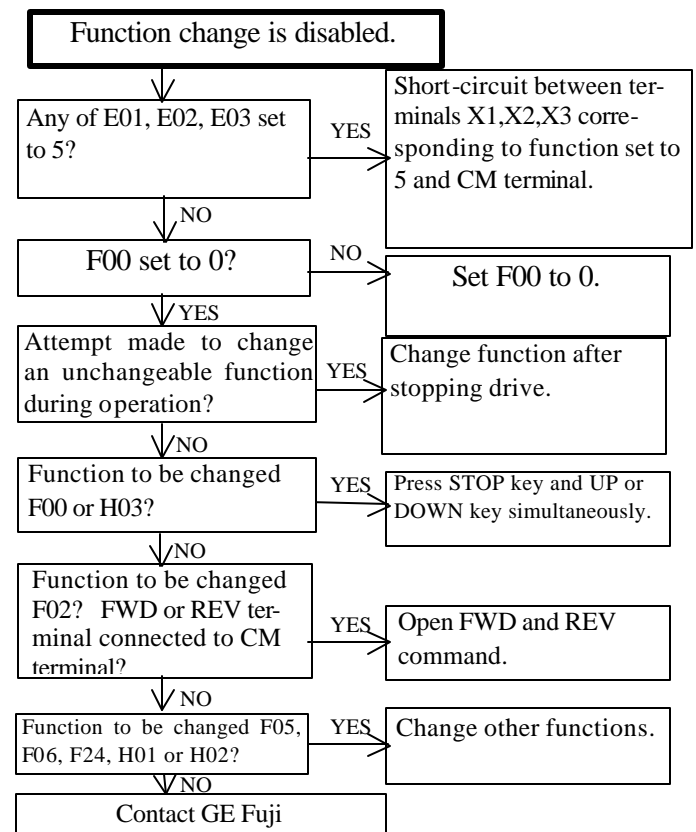 Function change is disabled.
Any of E01, E02, E03 set
to 5?
YES
Short-circuit between ter-
minals X1,X2,X3 corre-
sponding to function set to
5 and CM terminal.
NO
F00 set to 0?
NO
Set F00 to 0.
YES
Attempt made to change
an unchangeable function
during operation?
YES
Change function after
stopping drive.
NO
Function to be changed
F00 or H03?
YES
Press STOP key and UP or
DOWN key simultaneously.
NO
Function to be changed
F02? FWD or REV ter-
minal connected to CM
terminal?
YES
Open FWD and REV
command.
NO
Function to be changed F05,
F06, F24, H01 or H02?
YES
Change other functions.
NO
Contact GE Fuji